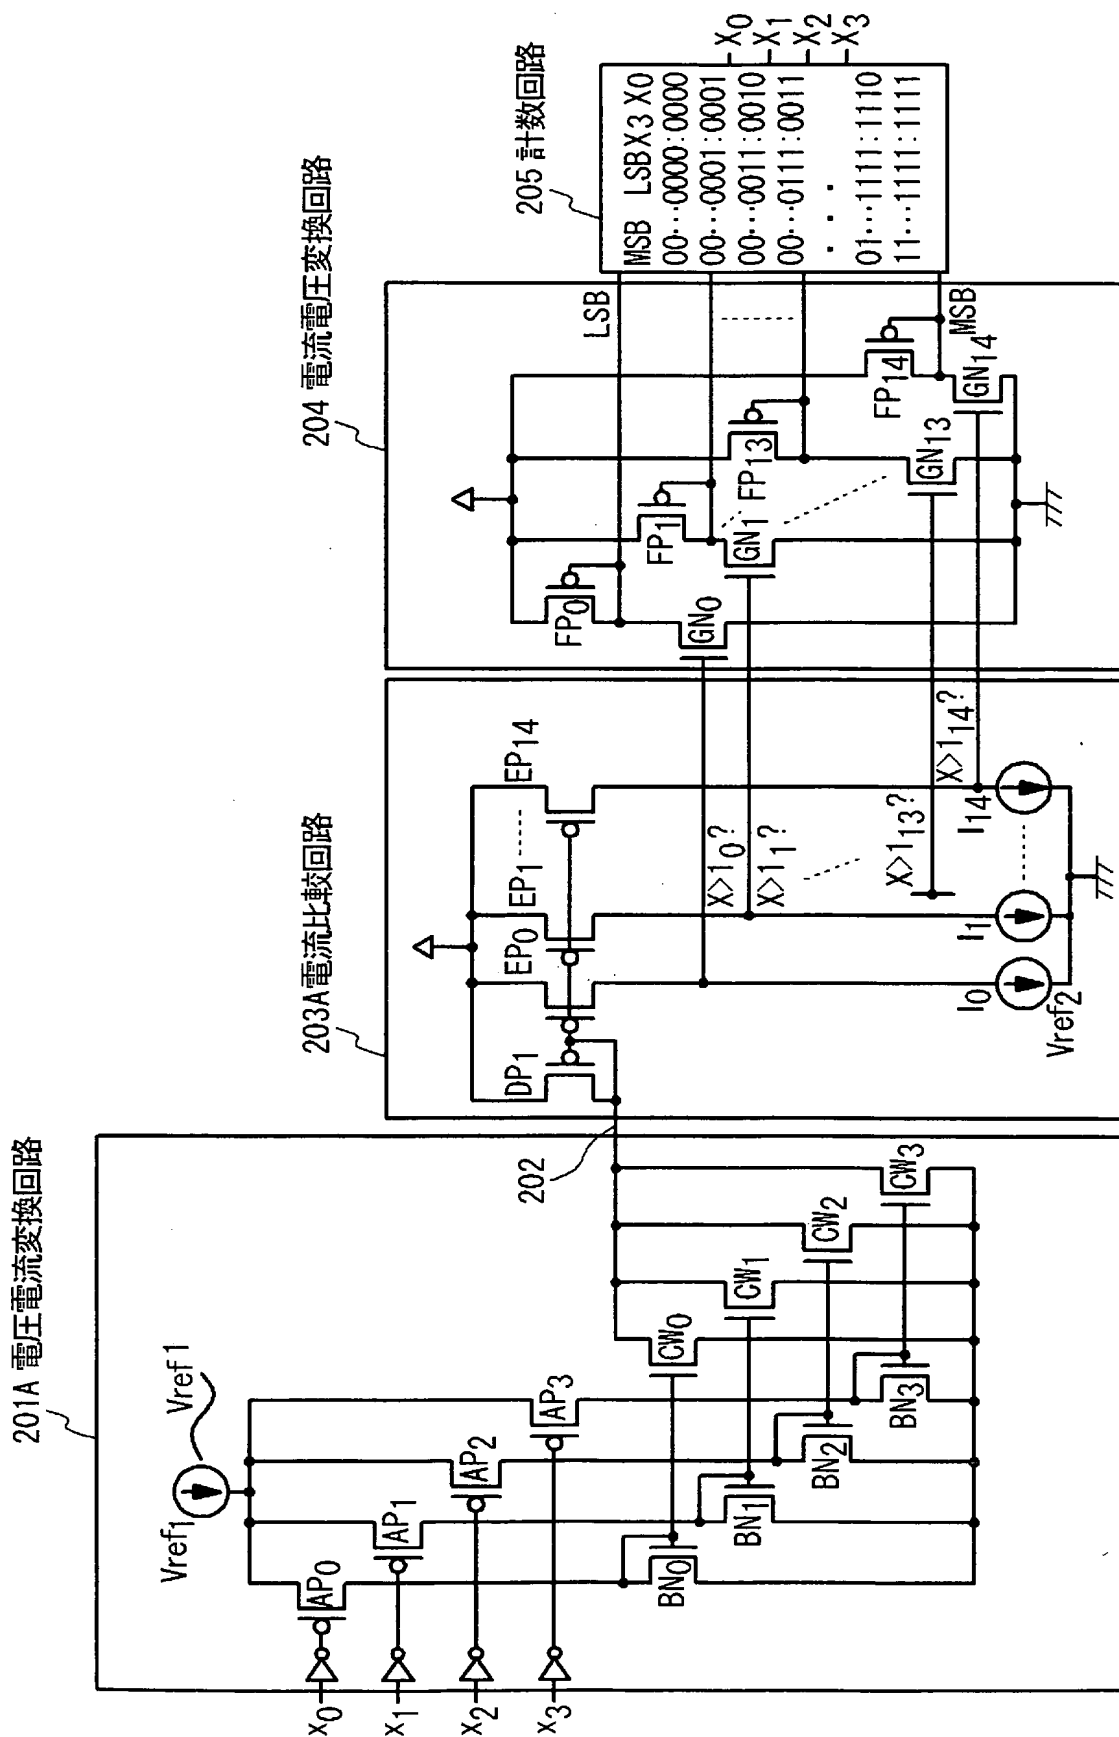 201A 電圧電流変換回路
Vref1
Vref1
x0
x1
x2
x3
AP0
AP1
AP2
AP3
BN0
BN1
BN2
BN3
CW0
CW1
CW2
CW3
202
203A電流比較回路
DP1
EP0
EP1
EP14
X>10?
X>11?
X>113?
X>114?
I0
I1
I14
Vref2
204 電流電圧変換回路
FP0
FP1
FP13
FP14
GN0
GN1
GN13
GN14
LSB
MSB
205 計数回路
MSB LSB X3 X0
00···0000:0000
00···0001:0001
00···0011:0010
00···0111:0011
· · ·
01···1111:1110
11···1111:1111
X0
X1
X2
X3